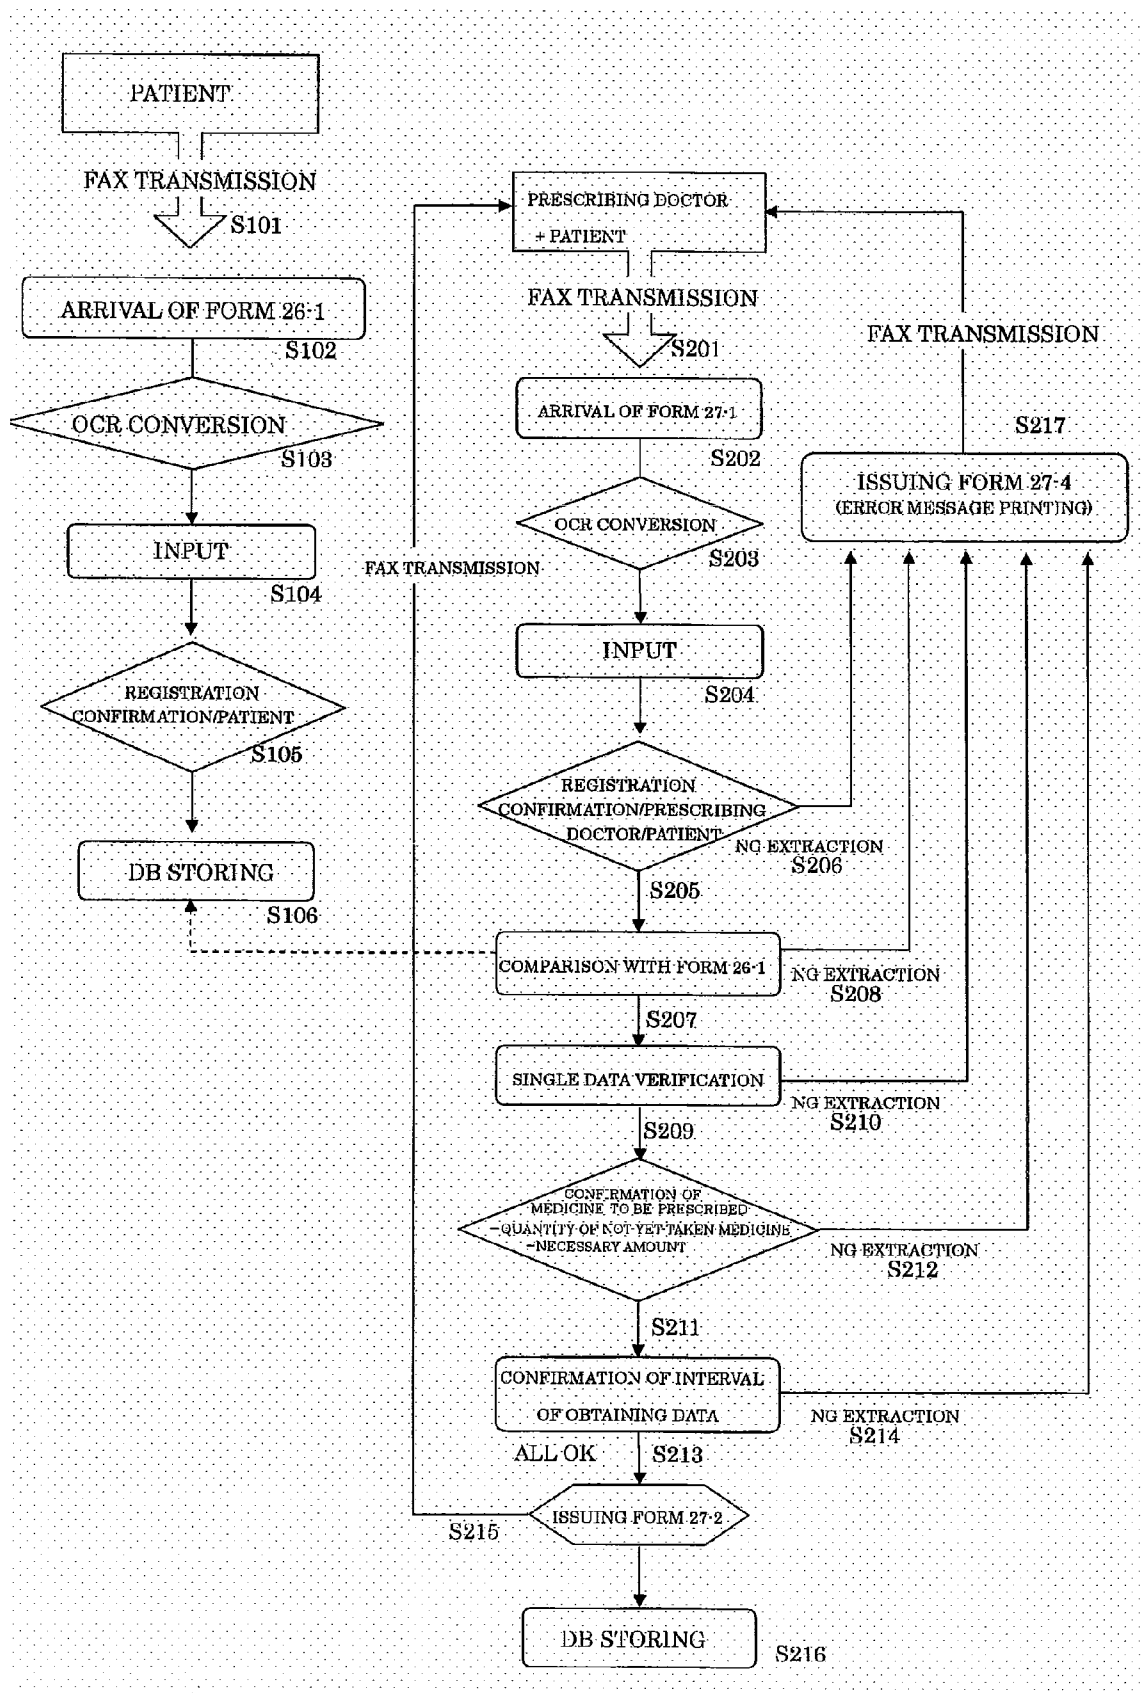 PATIENT
FAX TRANSMISSION
S101
ARRIVAL OF FORM 26-1
S102
OCR CONVERSION
S103
INPUT
S104
REGISTRATION
CONFIRMATION/PATIENT
S105
DB STORING
S106
PRESCRIBING DOCTOR
+ PATIENT
FAX TRANSMISSION
S201
ARRIVAL OF FORM 27-1
S202
OCR CONVERSION
S203
FAX TRANSMISSION
INPUT
S204
REGISTRATION
CONFIRMATION/PRESCRIBING
DOCTOR/PATIENT
NG EXTRACTION
S206
S205
COMPARISON WITH FORM 26-1
NG EXTRACTION
S208
S207
SINGLE DATA VERIFICATION
NG EXTRACTION
S210
S209
CONFIRMATION OF
MEDICINE TO BE PRESCRIBED
-QUANTITY OF NOT-YET-TAKEN MEDICINE
-NECESSARY AMOUNT
NG EXTRACTION
S212
S211
CONFIRMATION OF INTERVAL
OF OBTAINING DATA
NG EXTRACTION
S214
ALL OK
S213
ISSUING FORM 27-2
S215
DB STORING
S216
FAX TRANSMISSION
S217
ISSUING FORM 27-4
(ERROR MESSAGE PRINTING)